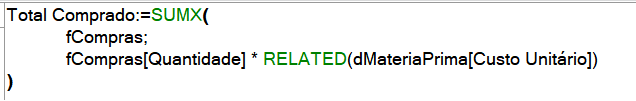 Total Comprado:=SUMX(
fCompras;
fCompras[Quantidade] * RELATED(dMateriaPrima[Custo Unitário])
)